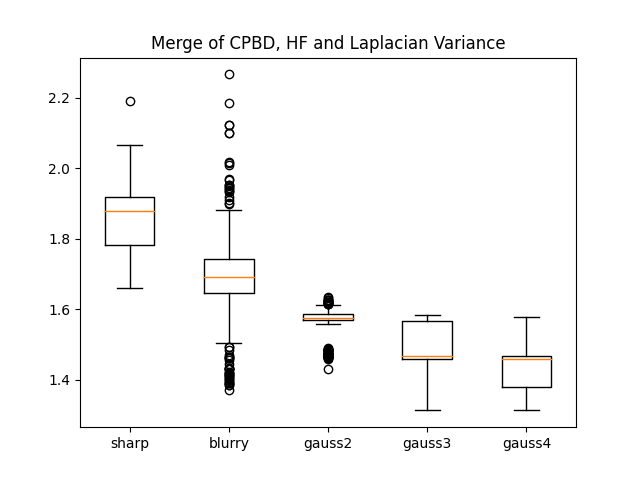 Merge of CPBD, HF and Laplacian Variance
2.2
2.0
1.8
1.6
1.4
sharp blurry gauss2 gauss3 gauss4